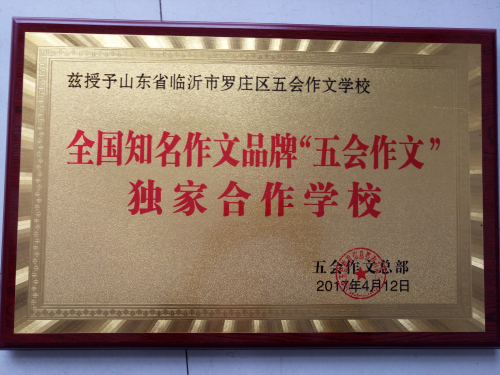 兹授予山东省临沂市罗庄区五会作文学校
全国知名作文品牌“五会作文”
独家合作学校
五会作文总部
2017年4月12日